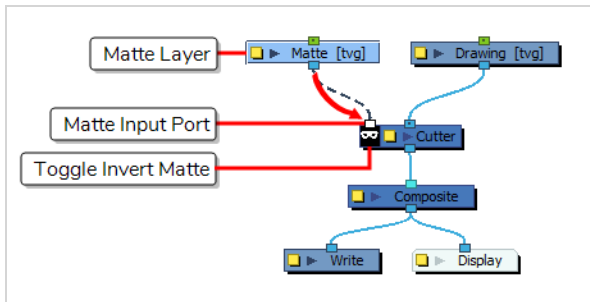 Matte Layer
Matte [tvg]
Drawing [tvg]
Matte Input Port
Cutter
Toggle Invert Matte
Composite
Write
Display